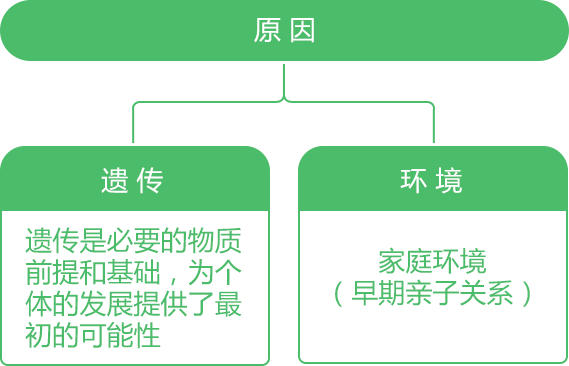 原因
遗传
遗传是必要的物质
前提和基础，为个
体的发展提供了最
初的可能性
环境
家庭环境
（早期亲子关系）